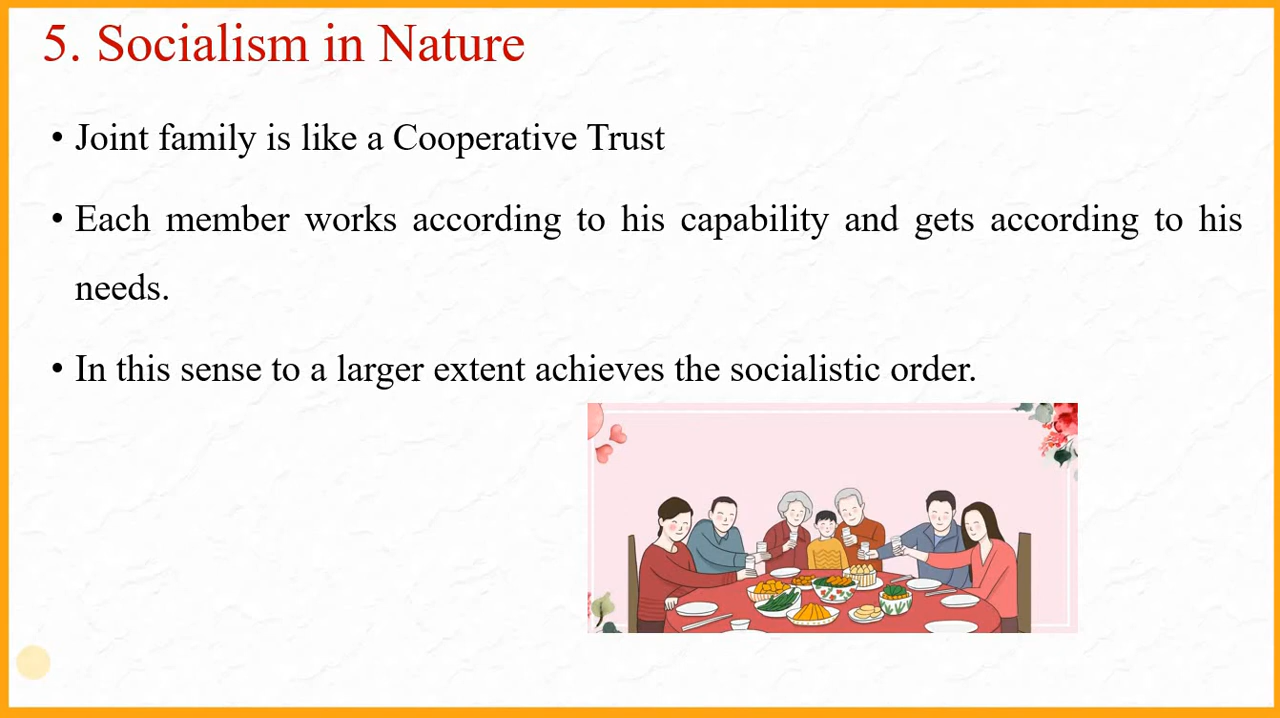 5. Socialism in Nature
• Joint family is like a Cooperative Trust
• Each member works according to his capability and gets according to his
needs.
• In this sense to a larger extent achieves the socialistic order.